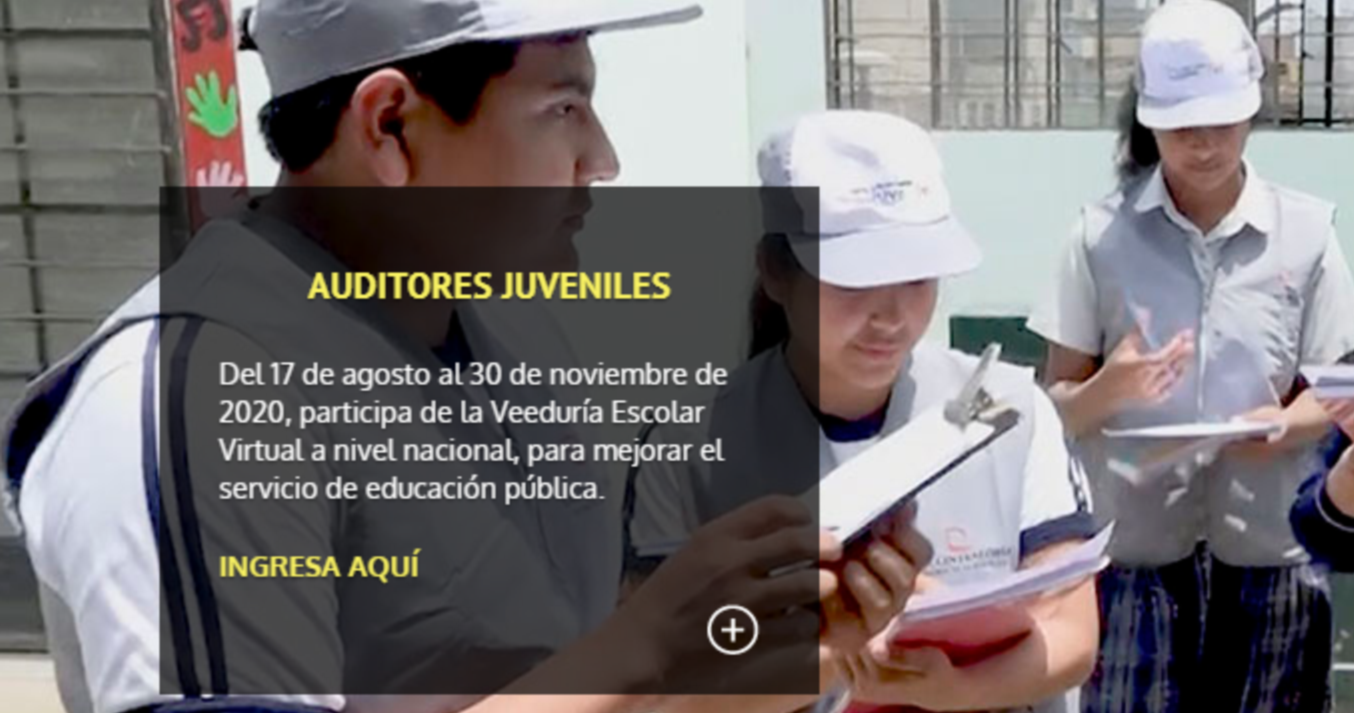 AUDITORES JUVENILES
Del 17 de agosto al 30 de noviembre de
2020, participa de la Veeduría Escolar
Virtual a nivel nacional, para mejorar el
servicio de educación pública.
INGRESA AQUÍ